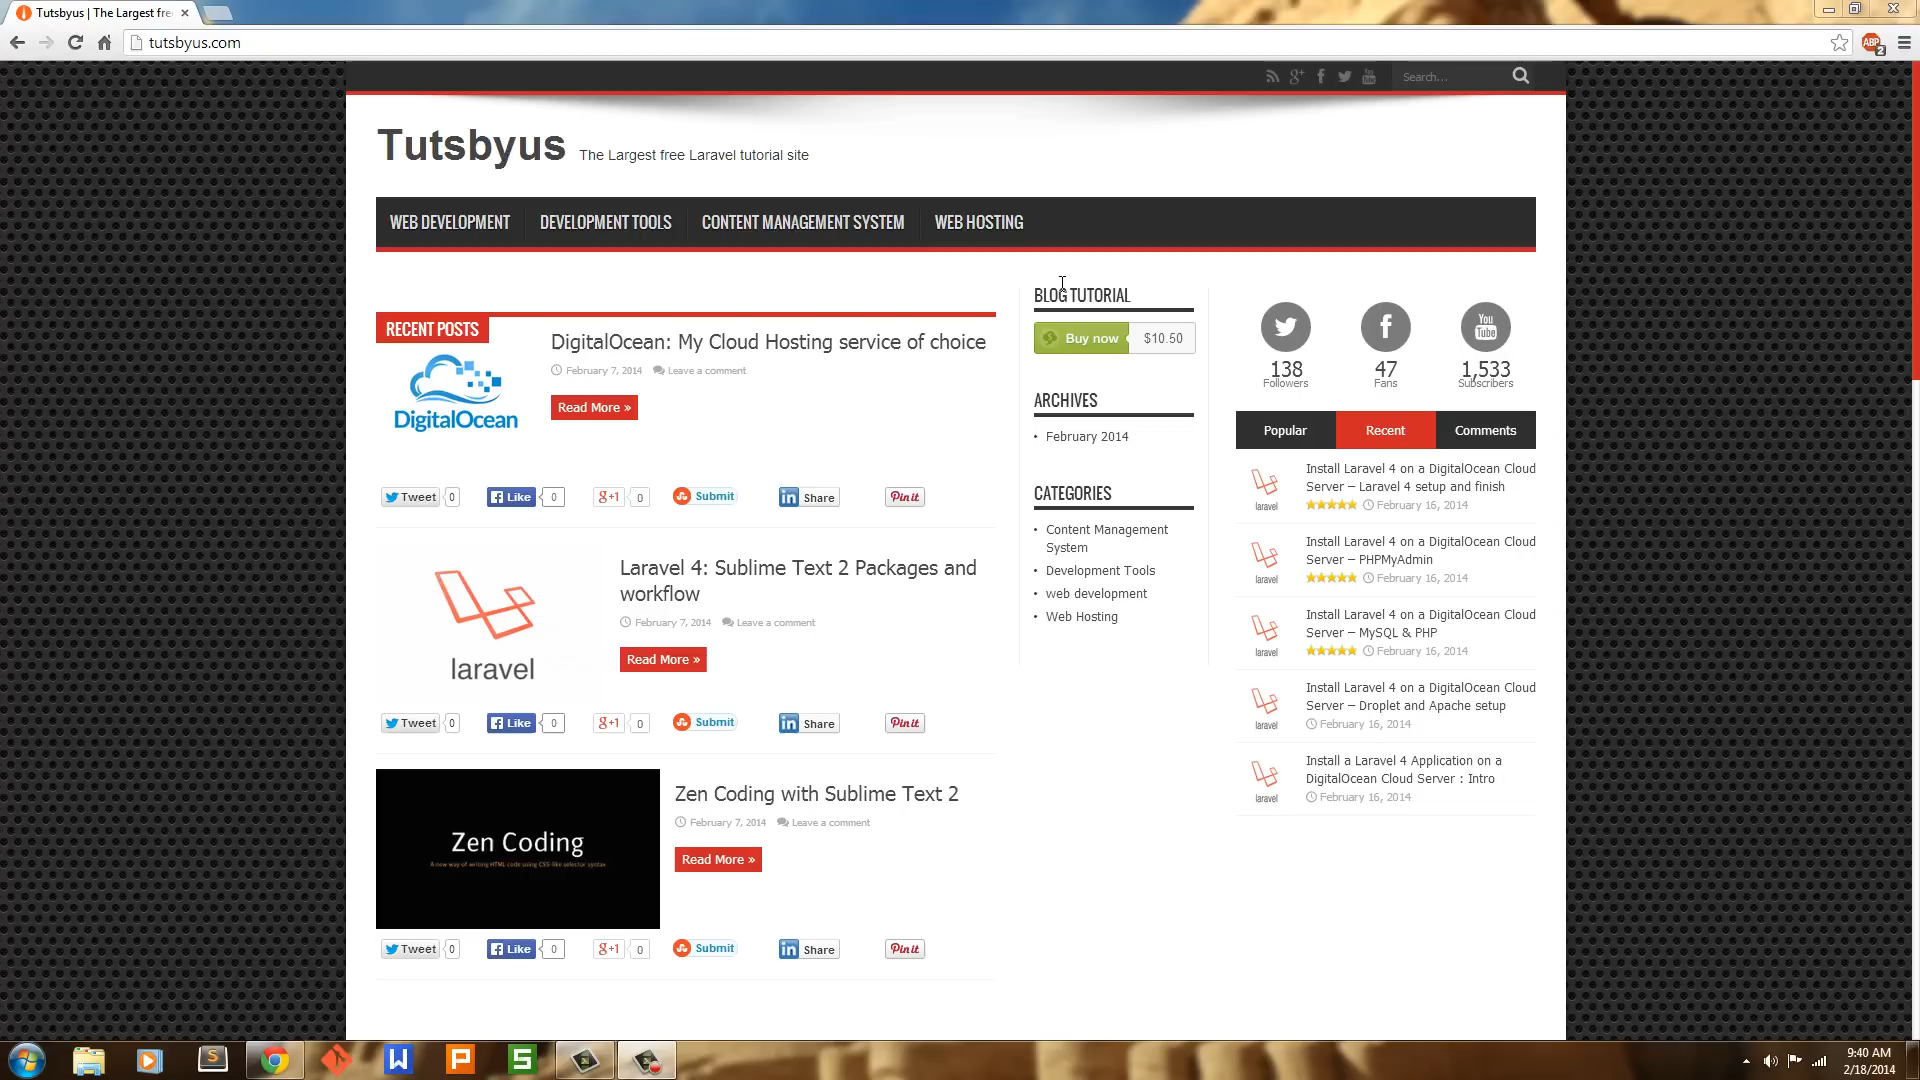 Tutsbyus | The Largest fre
tutsbyus.com
ABP
2
Search...
Tutsbyus The Largest free Laravel tutorial site
WEB DEVELOPMENT DEVELOPMENT TOOLS CONTENT MANAGEMENT SYSTEM WEB HOSTING
RECENT POSTS
DigitalOcean: My Cloud Hosting service of choice
February 7, 2014 Leave a comment
Read More »
DigitalOcean
Tweet 0 Like 0 g+1 0 Submit in Share Pin it
Laravel 4: Sublime Text 2 Packages and
workflow
February 7, 2014 Leave a comment
Read More »
laravel
Tweet 0 Like 0 g+1 0 Submit in Share Pin it
Zen Coding
A new way of writing HTML code using CSS-like selector syntax
Zen Coding with Sublime Text 2
February 7, 2014 Leave a comment
Read More »
Tweet 0 Like 0 g+1 0 Submit in Share Pin it
BLOG TUTORIAL
Buy now $10.50
ARCHIVES
• February 2014
CATEGORIES
• Content Management
System
• Development Tools
• web development
• Web Hosting
You
Tube
138 47 1,533
Followers Fans Subscribers
Popular Recent Comments
laravel
Install Laravel 4 on a DigitalOcean Cloud
Server – Laravel 4 setup and finish
February 16, 2014
laravel
Install Laravel 4 on a DigitalOcean Cloud
Server – PHPMyAdmin
February 16, 2014
laravel
Install Laravel 4 on a DigitalOcean Cloud
Server – MySQL & PHP
February 16, 2014
laravel
Install Laravel 4 on a DigitalOcean Cloud
Server – Droplet and Apache setup
February 16, 2014
laravel
Install a Laravel 4 Application on a
DigitalOcean Cloud Server : Intro
February 16, 2014
S W P S
9:40 AM
2/18/2014